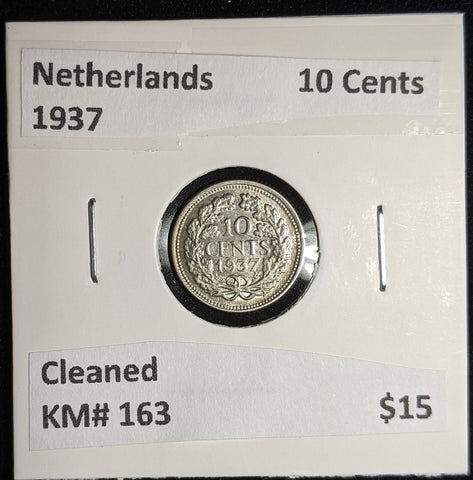 Netherlands 10 Cents
1937
10
CENTS
1937
Cleaned
KM# 163 $15